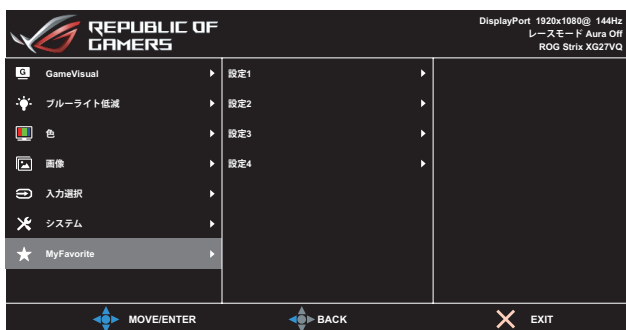 REPUBLIC OF
GAMERS
DisplayPort 1920x1080@ 144Hz
レースモード Aura Off
ROG Strix XG27VQ
G
GameVisual
設定1
ブルーライト低減
設定2
色
設定3
画像
設定4
入力選択
システム
MyFavorite
MOVE/ENTER
BACK
EXIT